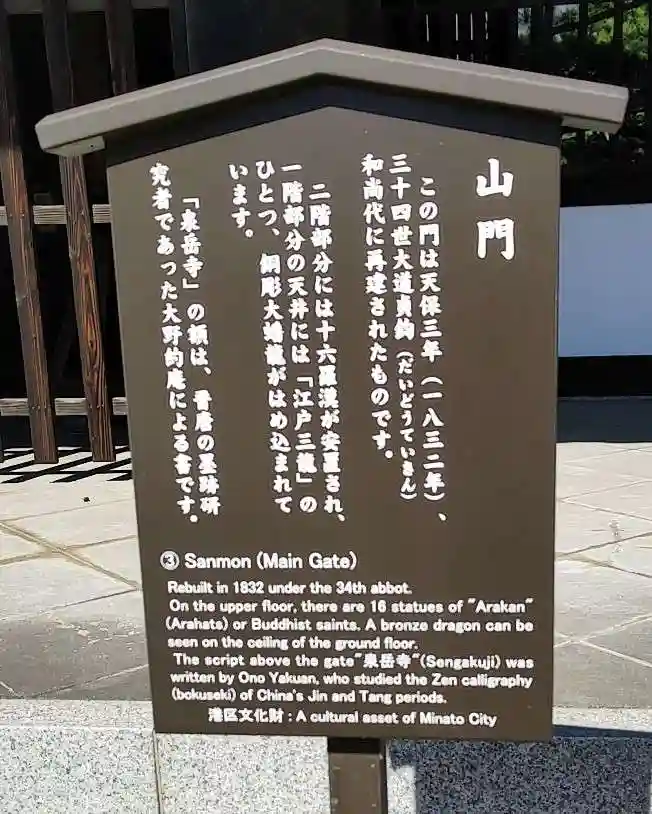 山門
この門は天保三年（一八三二年）、
三十四世大道貞鈞（だいどうていきん）
和尚代に再建されたものです。
二階部分には十六羅漢が安置され、
一階部分の天井には「江戸三龍」の
ひとつ、銅彫大蟠龍がはめ込まれて
います。
「泉岳寺」の額は、晋唐の墨跡研
究者であった大野約庵による書です。
③ Sanmon (Main Gate)
Rebuilt in 1832 under the 34th abbot.
On the upper floor, there are 16 statues of "Arakan"
(Arahats) or Buddhist saints. A bronze dragon can be
seen on the ceiling of the ground floor.
The script above the gate"泉岳寺"(Sengakuji) was
written by Ono Yakuan, who studied the Zen calligraphy
(bokuseki) of China's Jin and Tang periods.
港区文化財 : A cultural asset of Minato City